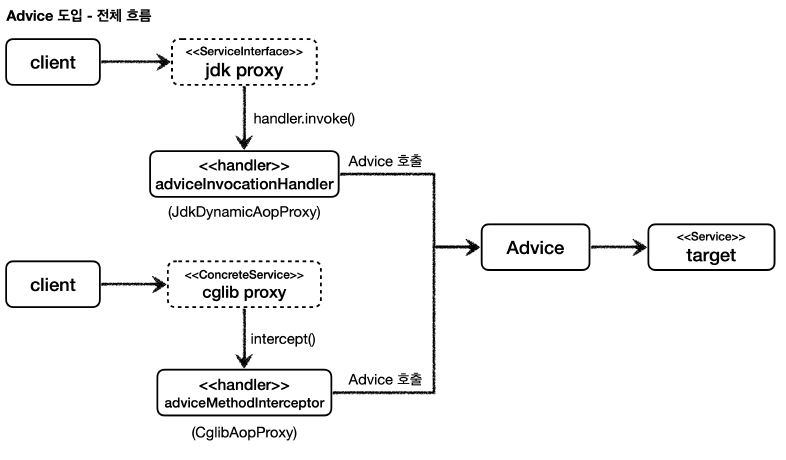 Advice 도입 - 전체 흐름
client
<<ServiceInterface>>
jdk proxy
handler.invoke()
<<handler>>
adviceInvocationHandler
(JdkDynamicAopProxy)
Advice 호출
Advice
<<Service>>
target
client
<<ConcreteService>>
cglib proxy
intercept()
<<handler>>
adviceMethodInterceptor
(CglibAopProxy)
Advice 호출